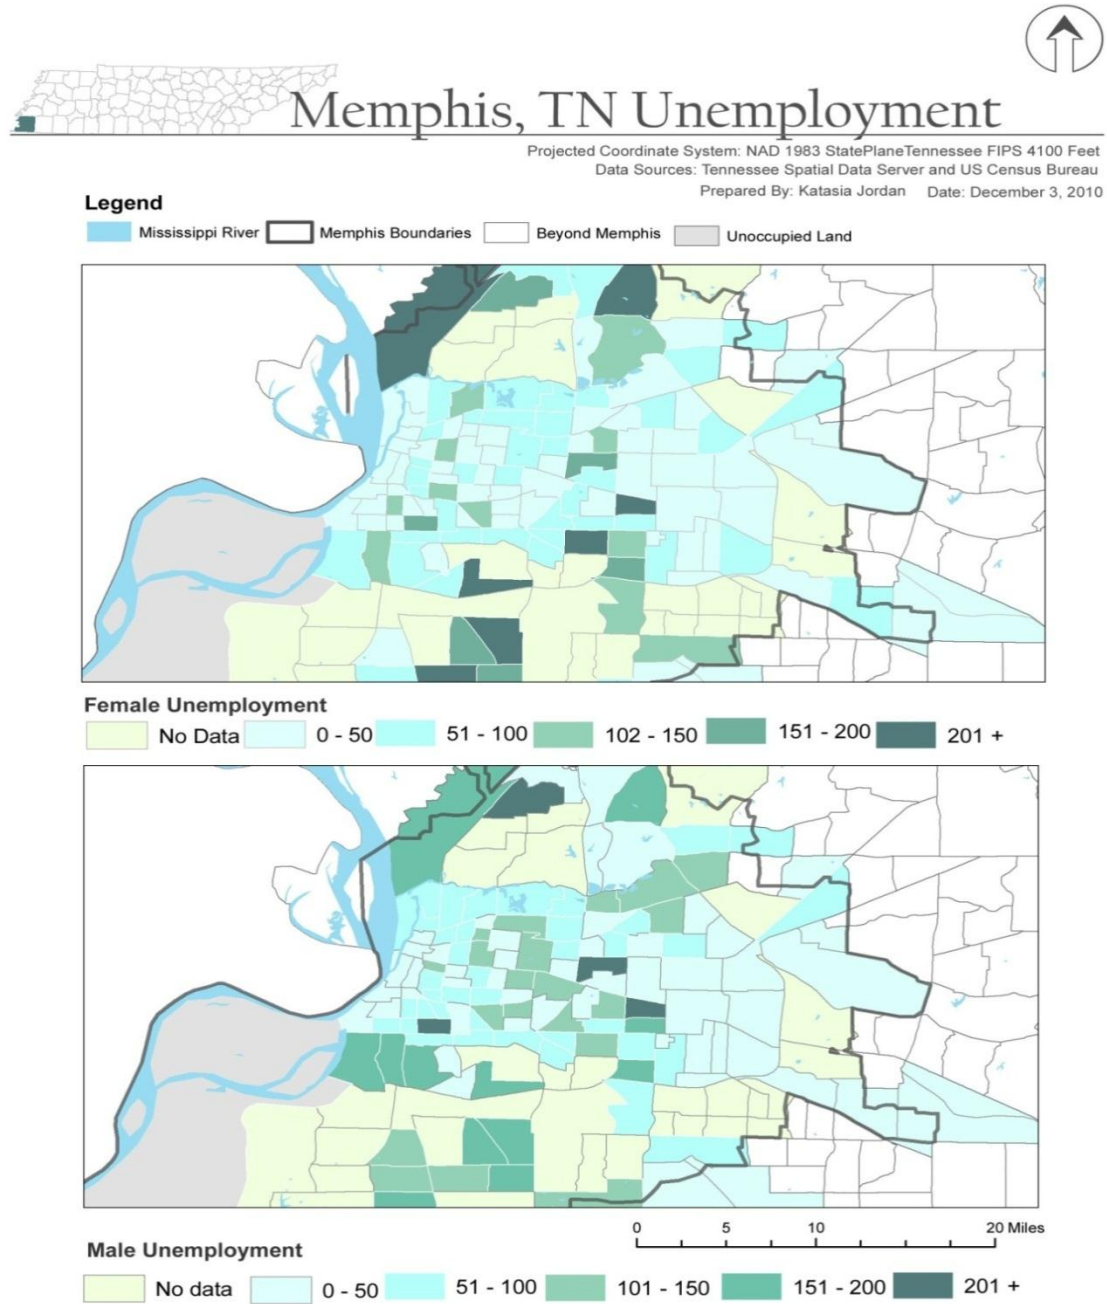 Memphis, TN Unemployment
Projected Coordinate System: NAD 1983 StatePlaneTennessee FIPS 4100 Feet
Data Sources: Tennessee Spatial Data Server and US Census Bureau
Prepared By: Katasia Jordan Date: December 3, 2010
Legend
Mississippi River Memphis Boundaries Beyond Memphis Unoccupied Land
Female Unemployment
No Data 0 - 50 51 - 100 102 - 150 151 - 200 201 +
0 5 10 20 Miles
Male Unemployment
No data 0 - 50 51 - 100 101 - 150 151 - 200 201 +